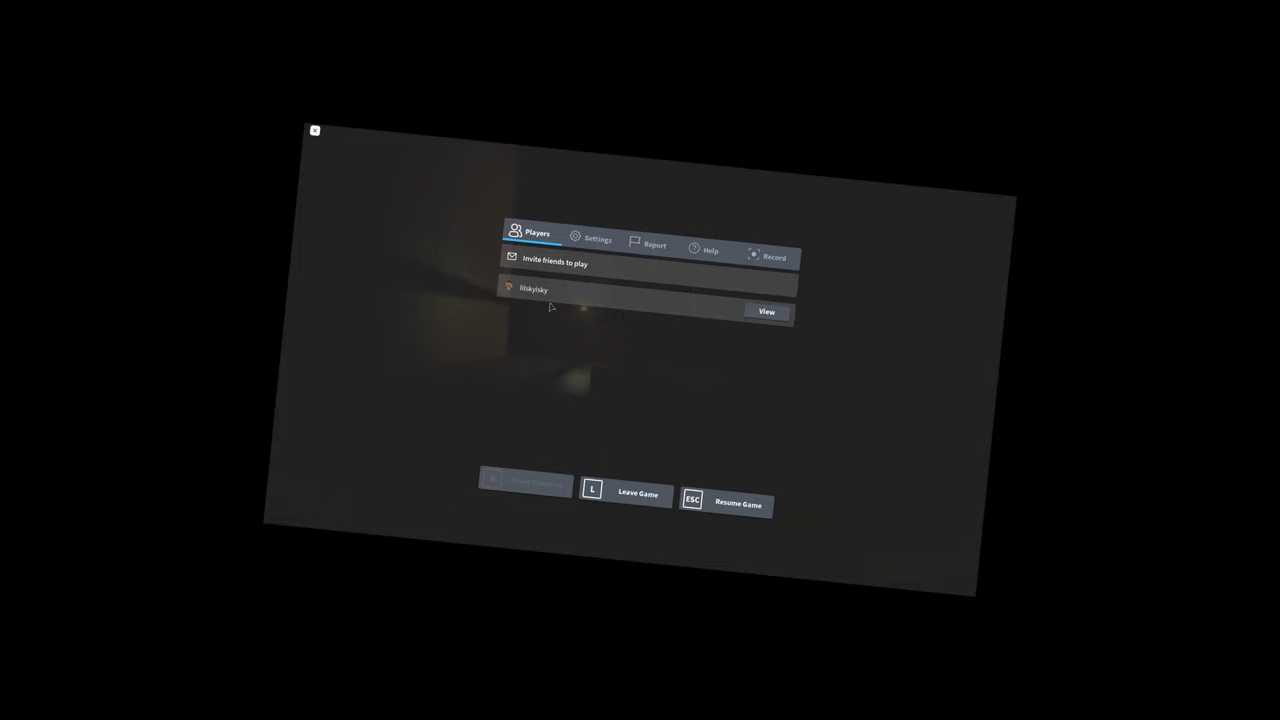 Players Settings Report Help Record
Invite friends to play
lilskyisky
View
L Leave Game ESC Resume Game